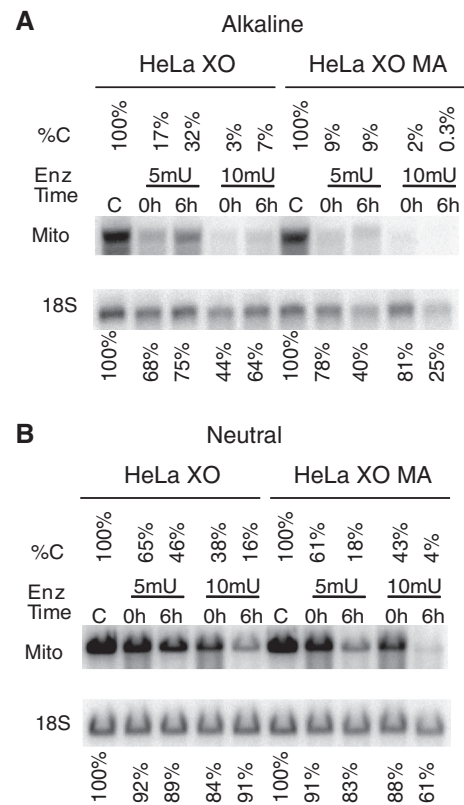 A
Alkaline
HeLa XO HeLa XO MA
%C 100% 17% 32% 3% 7% 100% 9% 9% 2% 0.3%
Enz 5mU 10mU 5mU 10mU
Time C 0h 6h 0h 6h C 0h 6h 0h 6h
Mito
18S
100% 68% 75% 44% 64% 100% 78% 40% 81% 25%
B
Neutral
HeLa XO HeLa XO MA
%C 100% 65% 46% 38% 16% 100% 61% 18% 43% 4%
Enz 5mU 10mU 5mU 10mU
Time C 0h 6h 0h 6h C 0h 6h 0h 6h
Mito
18S
100% 92% 89% 84% 91% 100% 91% 83% 88% 61%